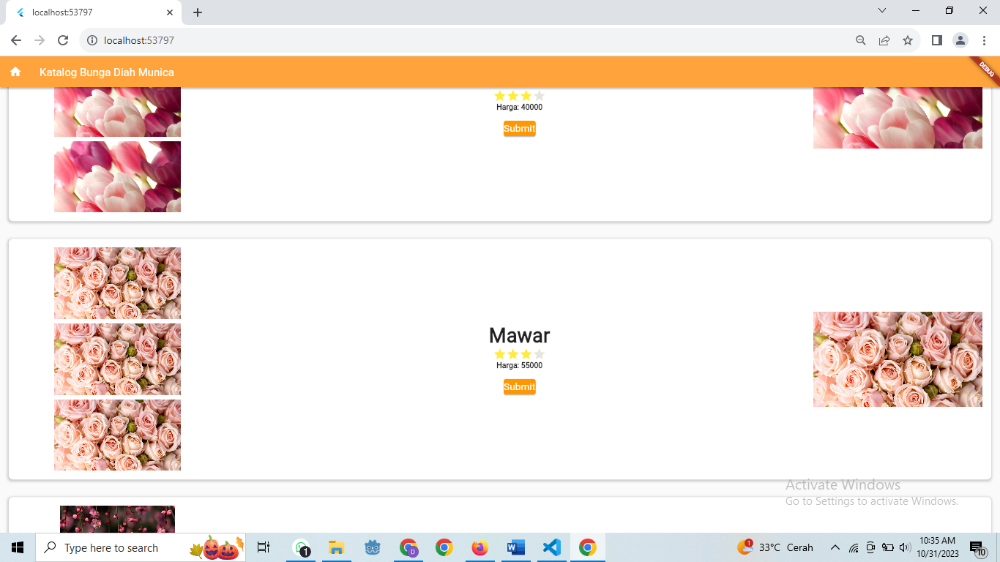 localhost:53797
localhost:53797
Katalog Bunga Diah Munica
DEBUG
Harga: 40000
Submit
Mawar
Harga: 55000
Submit
Activate Windows
Go to Settings to activate Windows.
Type here to search
1
D
W
1
33°C Cerah
10:35 AM
10/31/2023
10